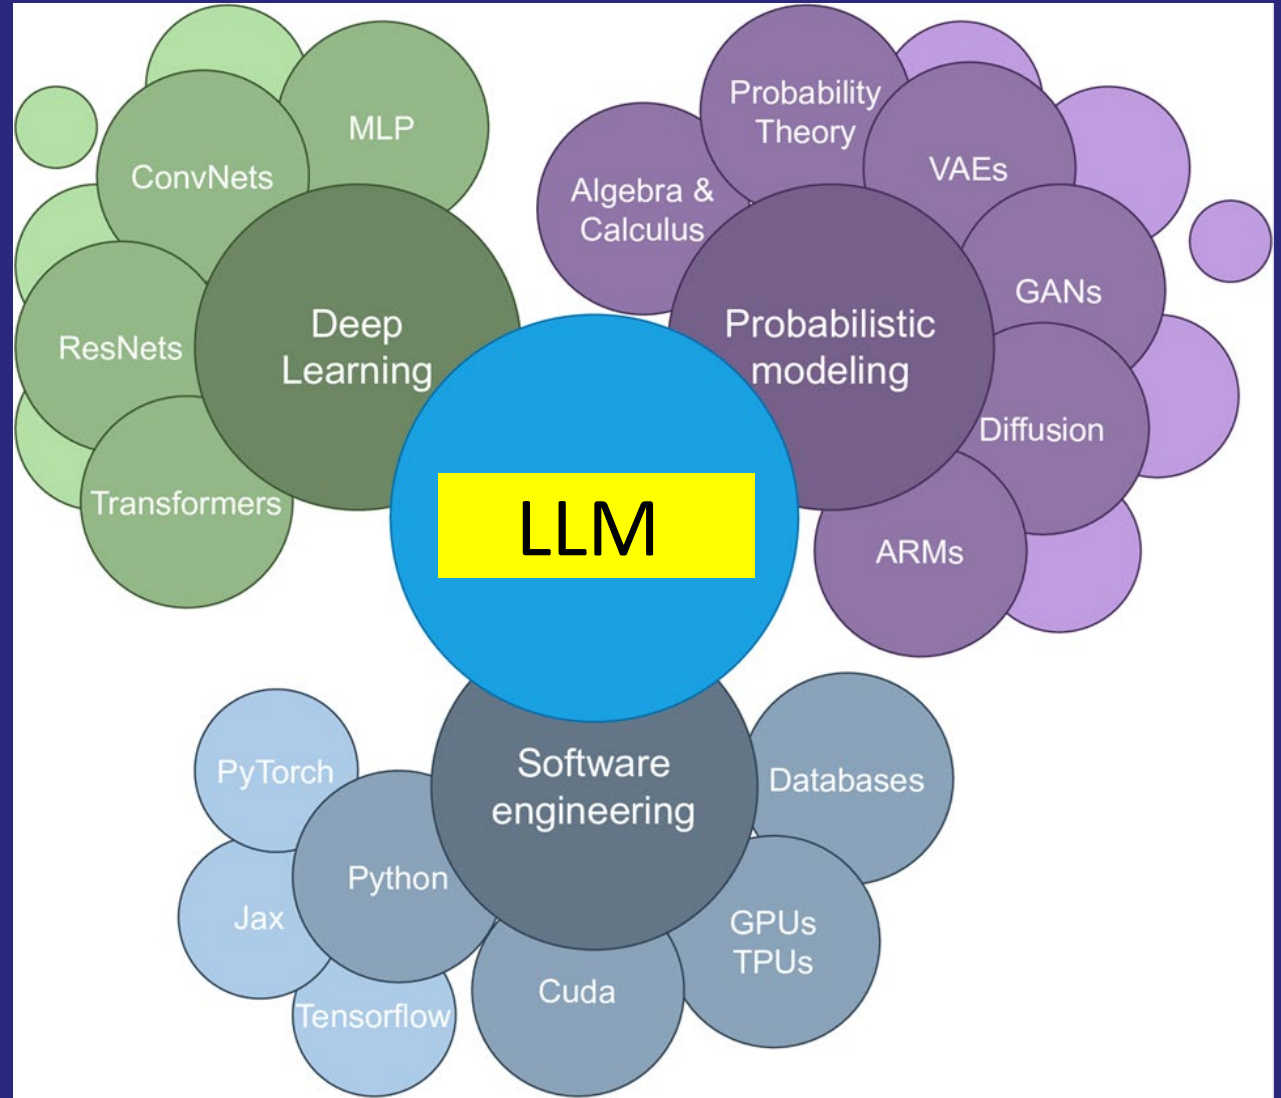 MLP
ConvNets
ResNets
Transformers
Deep
Learning
Probability
Theory
Algebra &
Calculus
VAEs
GANs
Diffusion
ARMs
Probabilistic
modeling
LLM
Software
engineering
PyTorch
Jax
Tensorflow
Python
Cuda
GPUs
TPUs
Databases